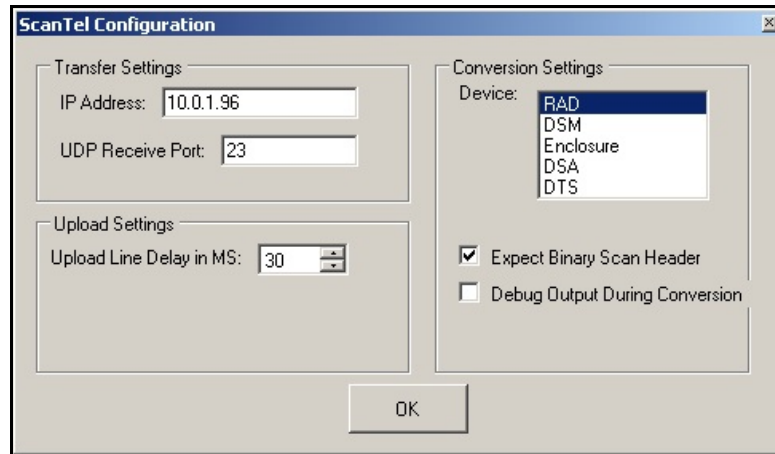 ScanTel Configuration
Transfer Settings
IP Address: 10.0.1.96
UDP Receive Port: 23
Upload Settings
Upload Line Delay in MS: 30
Conversion Settings
Device:
RAD
DSM
Enclosure
DSA
DTS
Expect Binary Scan Header
Debug Output During Conversion
OK